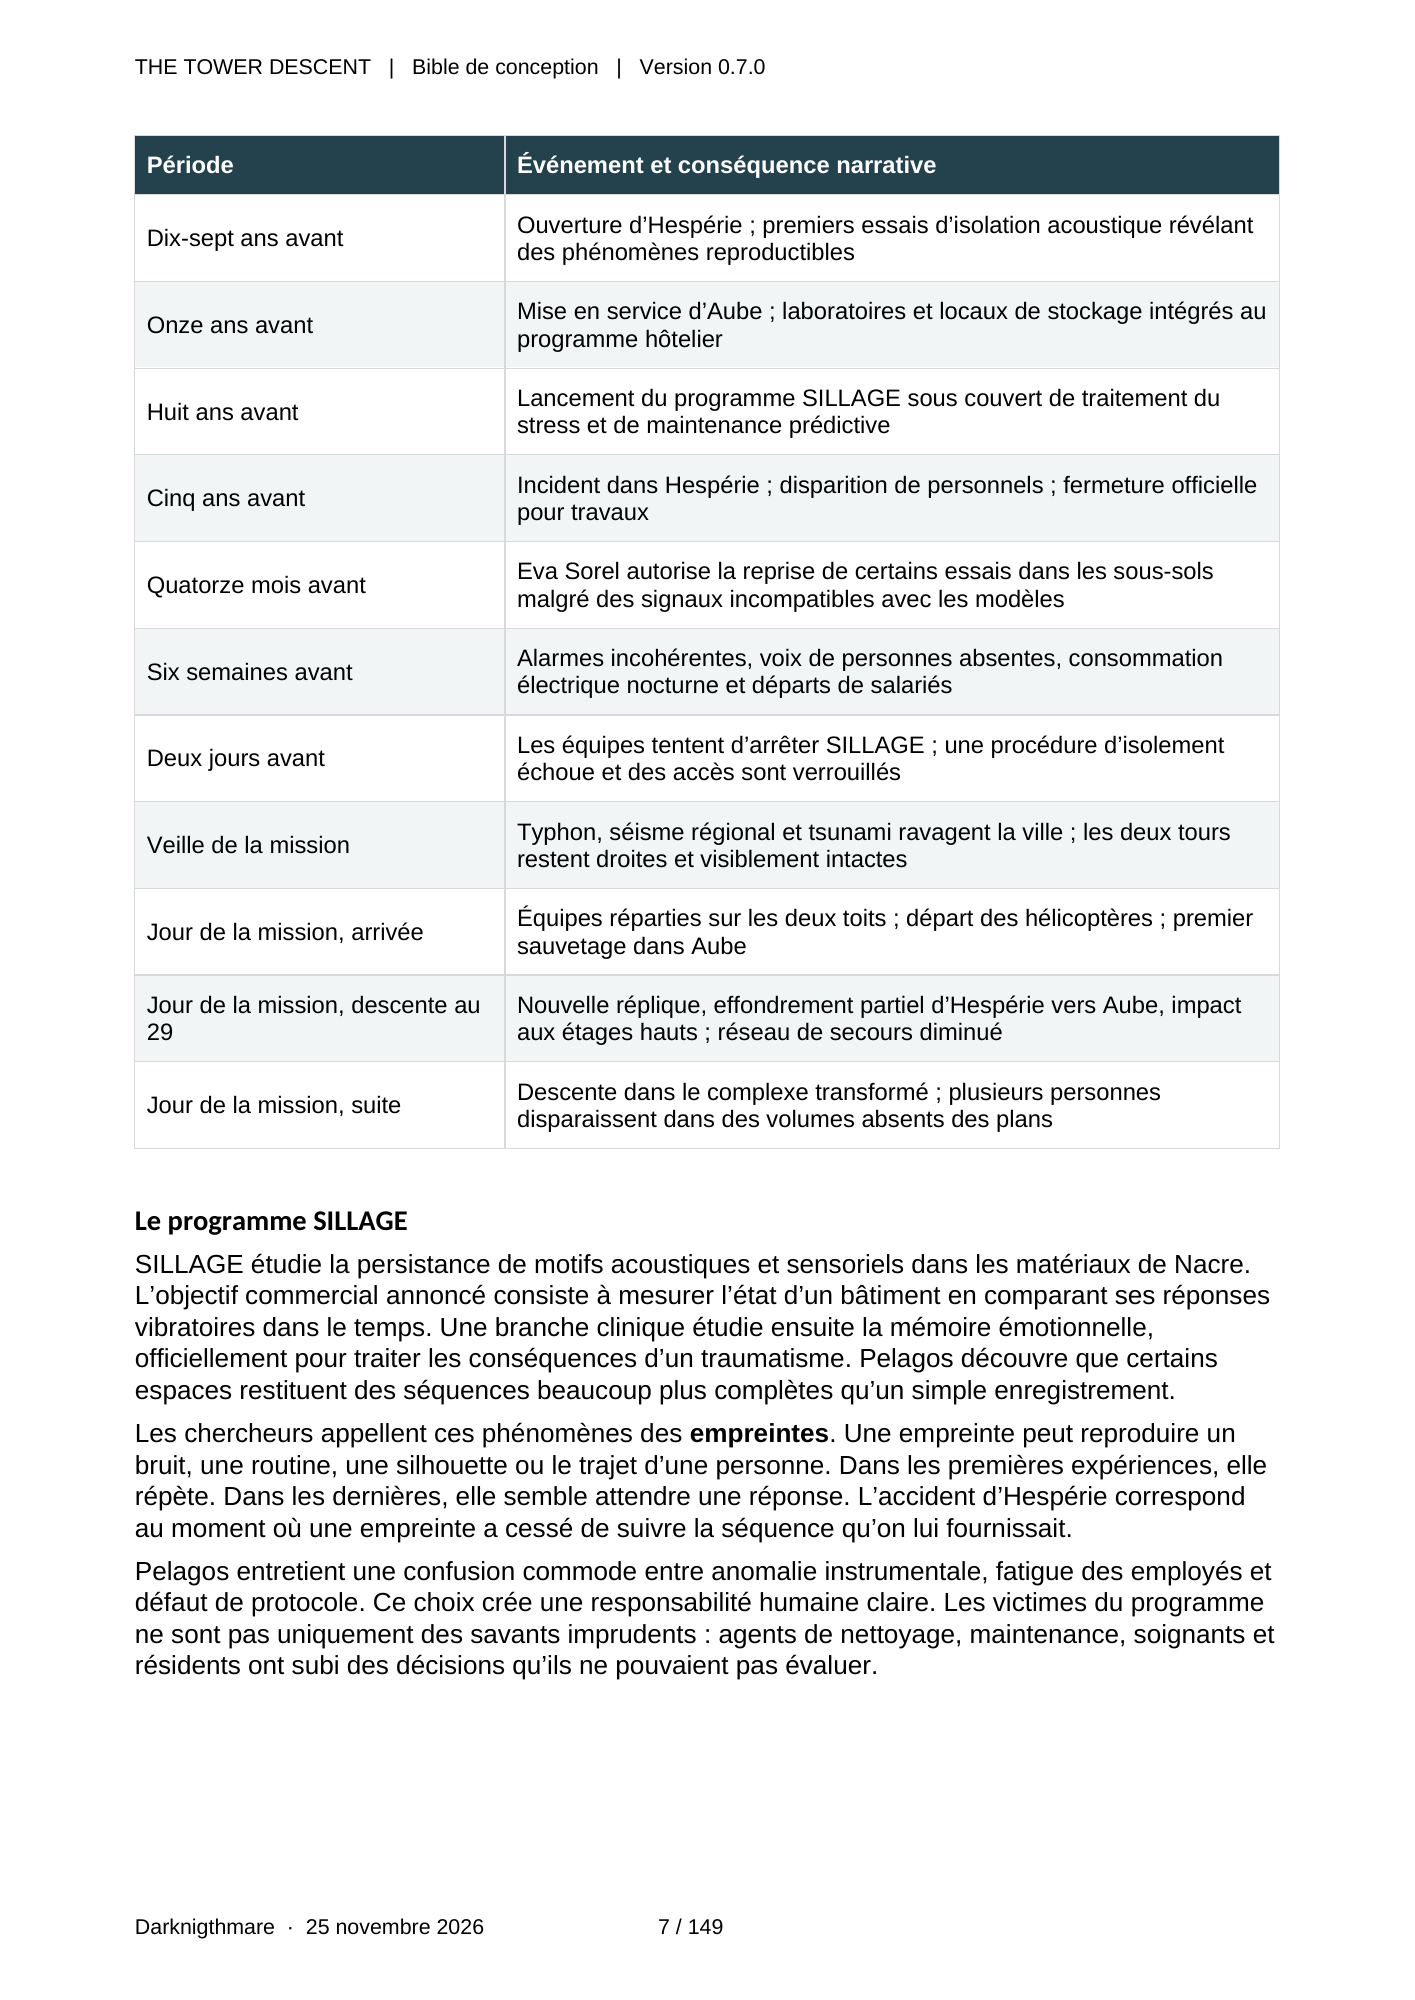 THE TOWER DESCENT | Bible de conception | Version 0.7.0
Période
Événement et conséquence narrative
Dix-sept ans avant
Ouverture d’Hespérie ; premiers essais d’isolation acoustique révélant
des phénomènes reproductibles
Onze ans avant
Mise en service d’Aube ; laboratoires et locaux de stockage intégrés au
programme hôtelier
Huit ans avant
Lancement du programme SILLAGE sous couvert de traitement du
stress et de maintenance prédictive
Cinq ans avant
Incident dans Hespérie ; disparition de personnels ; fermeture officielle
pour travaux
Quatorze mois avant
Eva Sorel autorise la reprise de certains essais dans les sous-sols
malgré des signaux incompatibles avec les modèles
Six semaines avant
Alarmes incohérentes, voix de personnes absentes, consommation
électrique nocturne et départs de salariés
Deux jours avant
Les équipes tentent d’arrêter SILLAGE ; une procédure d’isolement
échoue et des accès sont verrouillés
Veille de la mission
Typhon, séisme régional et tsunami ravagent la ville ; les deux tours
restent droites et visiblement intactes
Jour de la mission, arrivée
Équipes réparties sur les deux toits ; départ des hélicoptères ; premier
sauvetage dans Aube
Jour de la mission, descente au
29
Nouvelle réplique, effondrement partiel d’Hespérie vers Aube, impact
aux étages hauts ; réseau de secours diminué
Jour de la mission, suite
Descente dans le complexe transformé ; plusieurs personnes
disparaissent dans des volumes absents des plans
Le programme SILLAGE
SILLAGE étudie la persistance de motifs acoustiques et sensoriels dans les matériaux de Nacre.
L’objectif commercial annoncé consiste à mesurer l’état d’un bâtiment en comparant ses réponses
vibratoires dans le temps. Une branche clinique étudie ensuite la mémoire émotionnelle,
officiellement pour traiter les conséquences d’un traumatisme. Pelagos découvre que certains
espaces restituent des séquences beaucoup plus complètes qu’un simple enregistrement.
Les chercheurs appellent ces phénomènes des empreintes. Une empreinte peut reproduire un
bruit, une routine, une silhouette ou le trajet d’une personne. Dans les premières expériences, elle
répète. Dans les dernières, elle semble attendre une réponse. L’accident d’Hespérie correspond
au moment où une empreinte a cessé de suivre la séquence qu’on lui fournissait.
Pelagos entretient une confusion commode entre anomalie instrumentale, fatigue des employés et
défaut de protocole. Ce choix crée une responsabilité humaine claire. Les victimes du programme
ne sont pas uniquement des savants imprudents : agents de nettoyage, maintenance, soignants et
résidents ont subi des décisions qu’ils ne pouvaient pas évaluer.
Darknigthmare · 25 novembre 2026
7 / 149